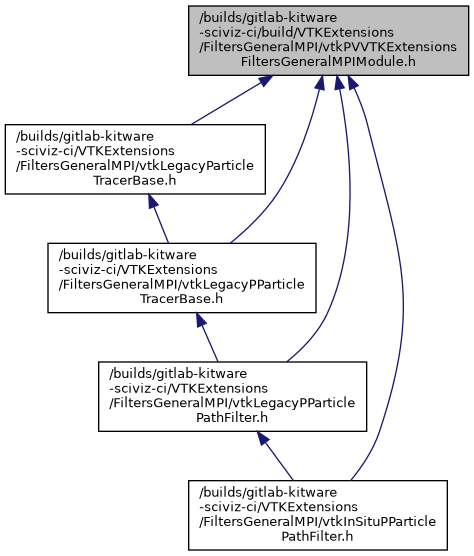 /builds/gitlab-kitware
-sciviz-ci/build/VTKExtensions
/FiltersGeneralMPI/vtkPVVTKExtensions
FiltersGeneralMPIModule.h
/builds/gitlab-kitware
-sciviz-ci/VTKExtensions
/FiltersGeneralMPI/vtkLegacyParticle
TracerBase.h
/builds/gitlab-kitware
-sciviz-ci/VTKExtensions
/FiltersGeneralMPI/vtkLegacyPParticle
TracerBase.h
/builds/gitlab-kitware
-sciviz-ci/VTKExtensions
/FiltersGeneralMPI/vtkLegacyPParticle
PathFilter.h
/builds/gitlab-kitware
-sciviz-ci/VTKExtensions
/FiltersGeneralMPI/vtkInSituPParticle
PathFilter.h